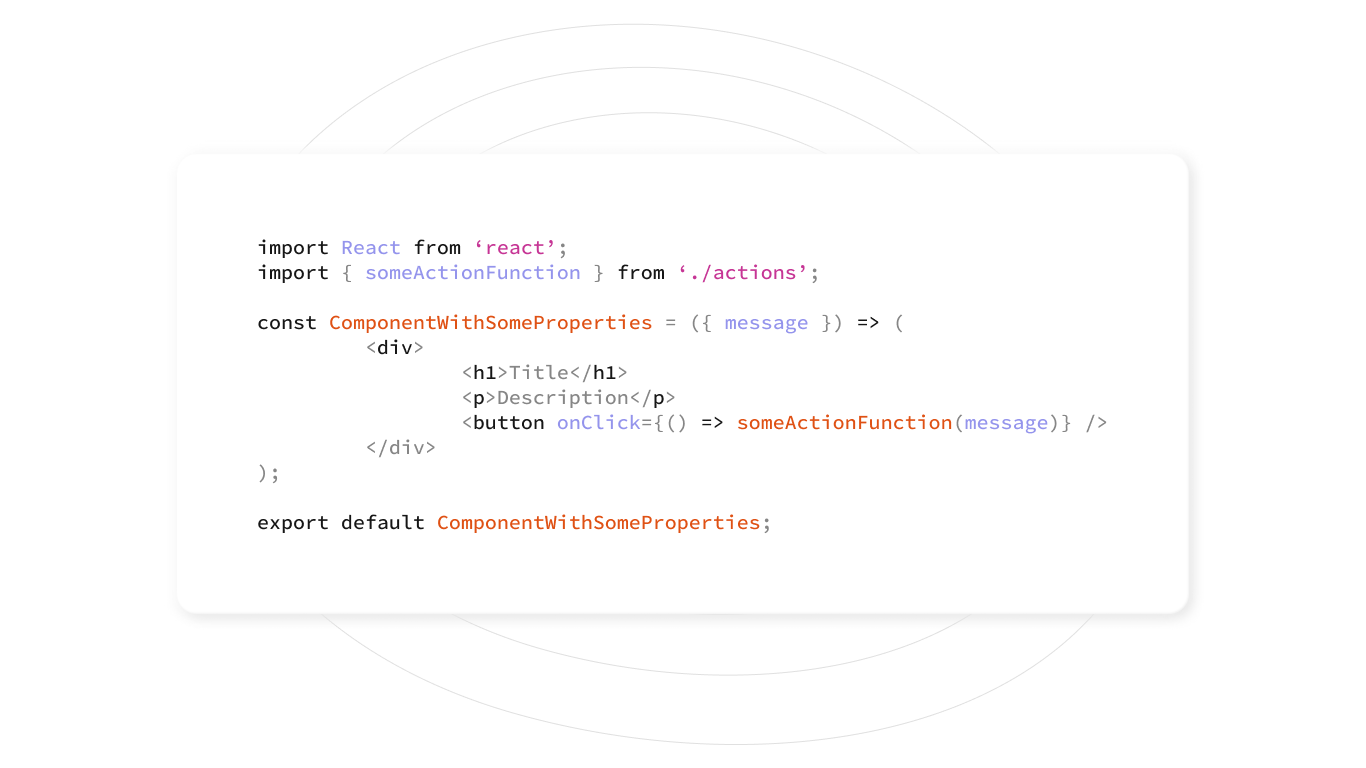 import React from ‘react’;
import { someActionFunction } from ‘./actions’;
const ComponentWithSomeProperties = ({ message }) => (
<div>
<h1>Title</h1>
<p>Description</p>
<button onClick={() => someActionFunction(message)} />
</div>
);
export default ComponentWithSomeProperties;